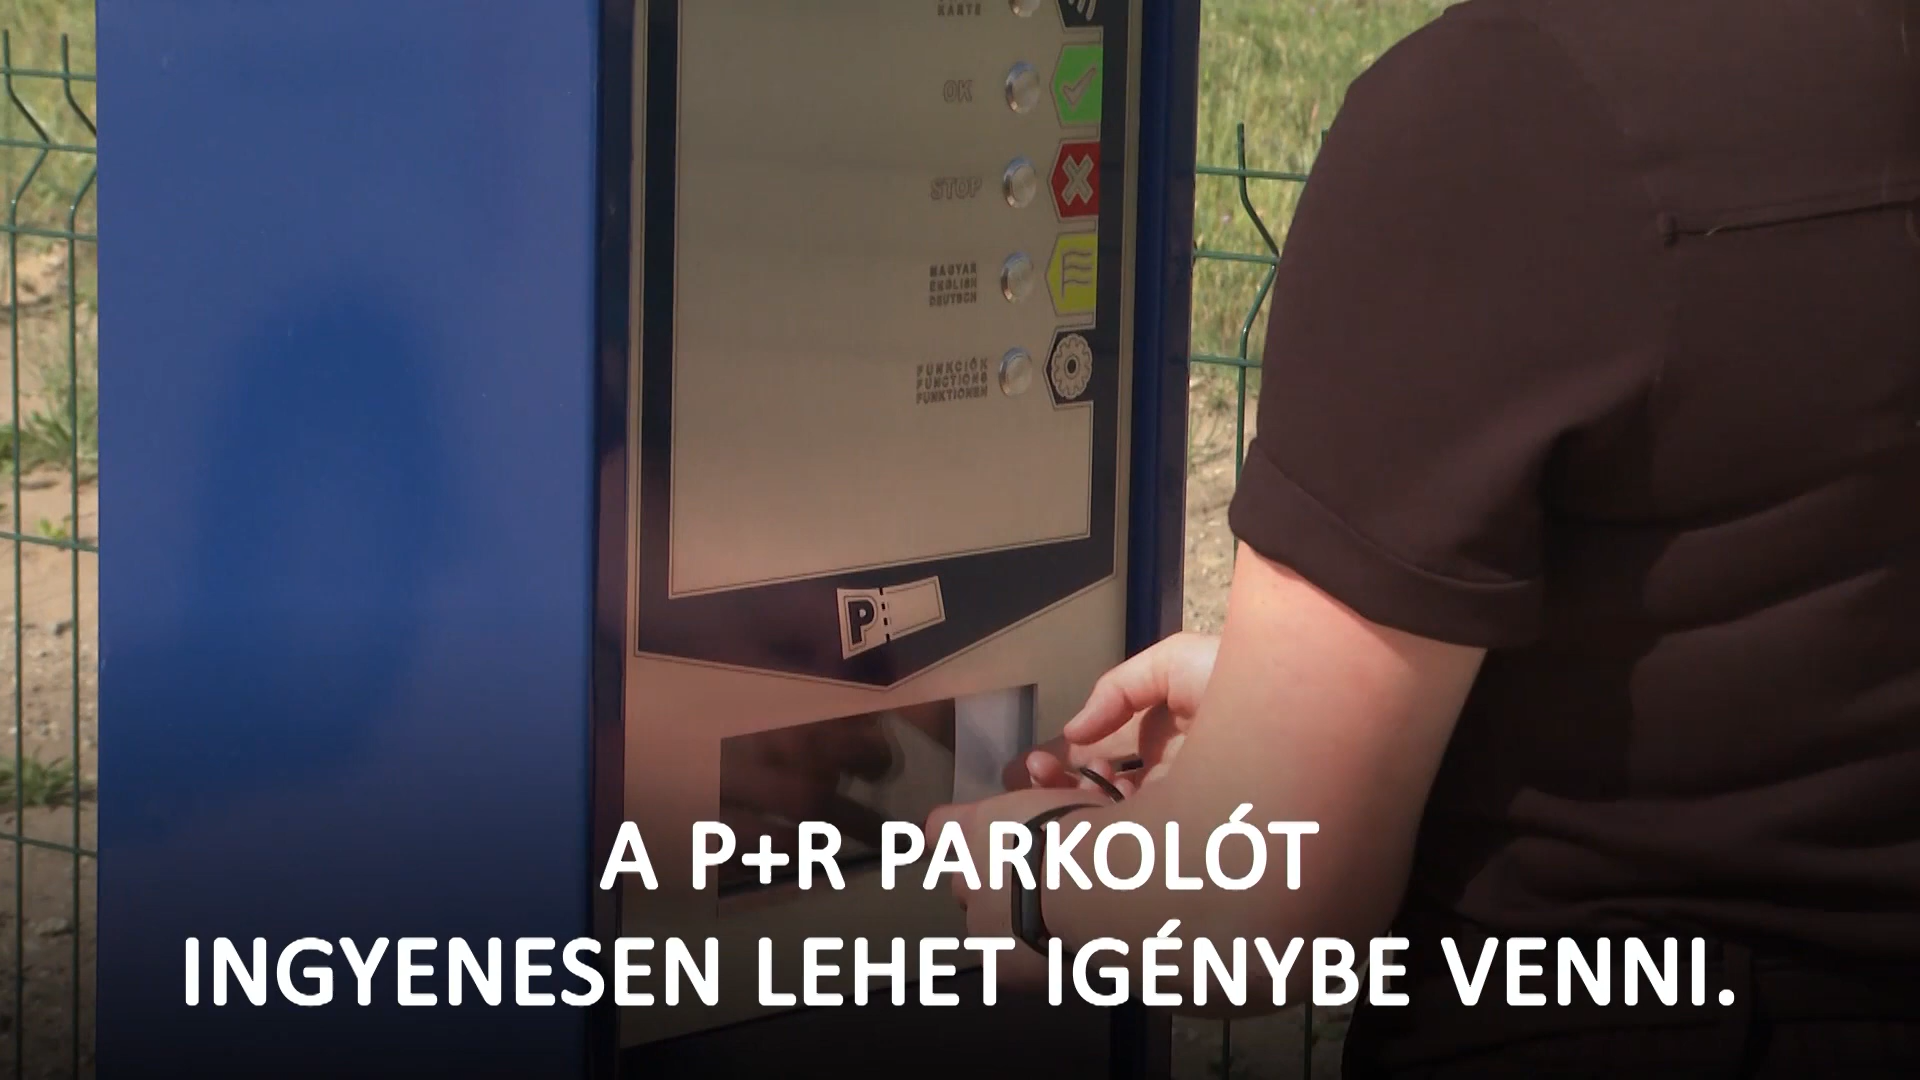 KARTE
OK
STOP
MAGYAR
ENGLISH
DEUTSCH
FUNKCIÓK
FUNCTIONS
FUNKTIONEN
P
A P+R PARKOLÓT
INGYENESEN LEHET IGÉNYBE VENNI.